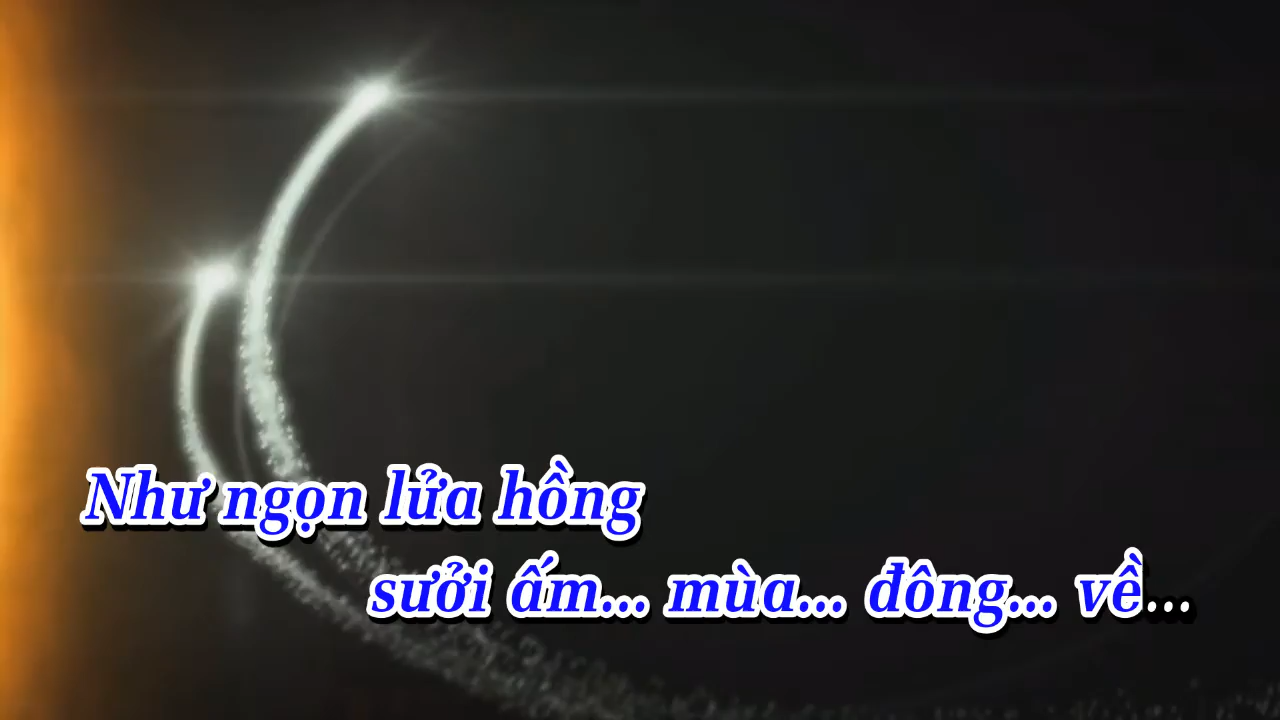 Như ngọn lửa hồng
sưởi ấm... mùa... đông... về...